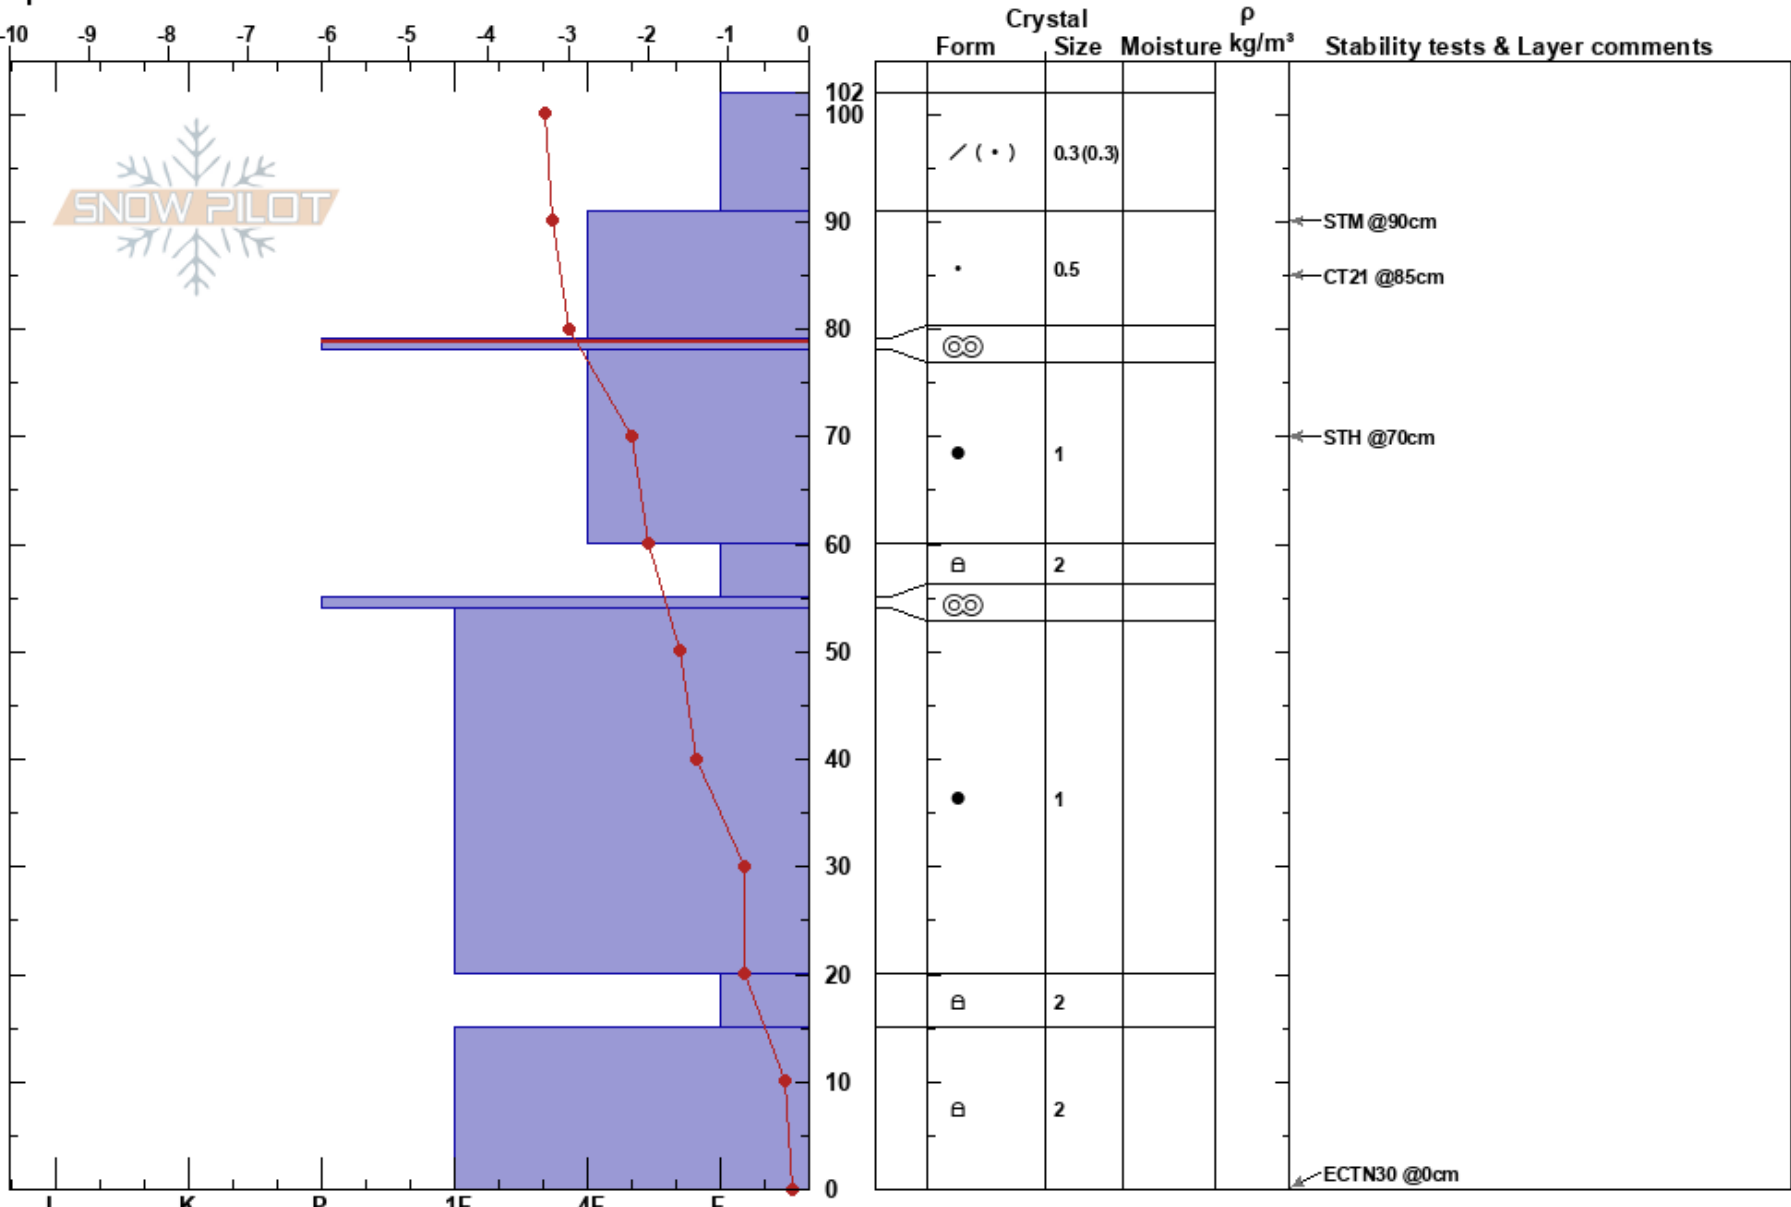 Crystal ρ
-10 -9 -8 -7 -6 -5 -4 -3 -2 -1 0 Form Size Moisture kg/m³ Stability tests & Layer comments
102
100
/ ( • ) 0.3(0.3)
SNOW PILOT
90 STM @90cm
• 0.5 CT21 @85cm
80
70 STH @70cm
● 1
60
2
50
40
● 1
30
20
2
10
2
0 ECTN30 @0cm
I K P 1F 4F F